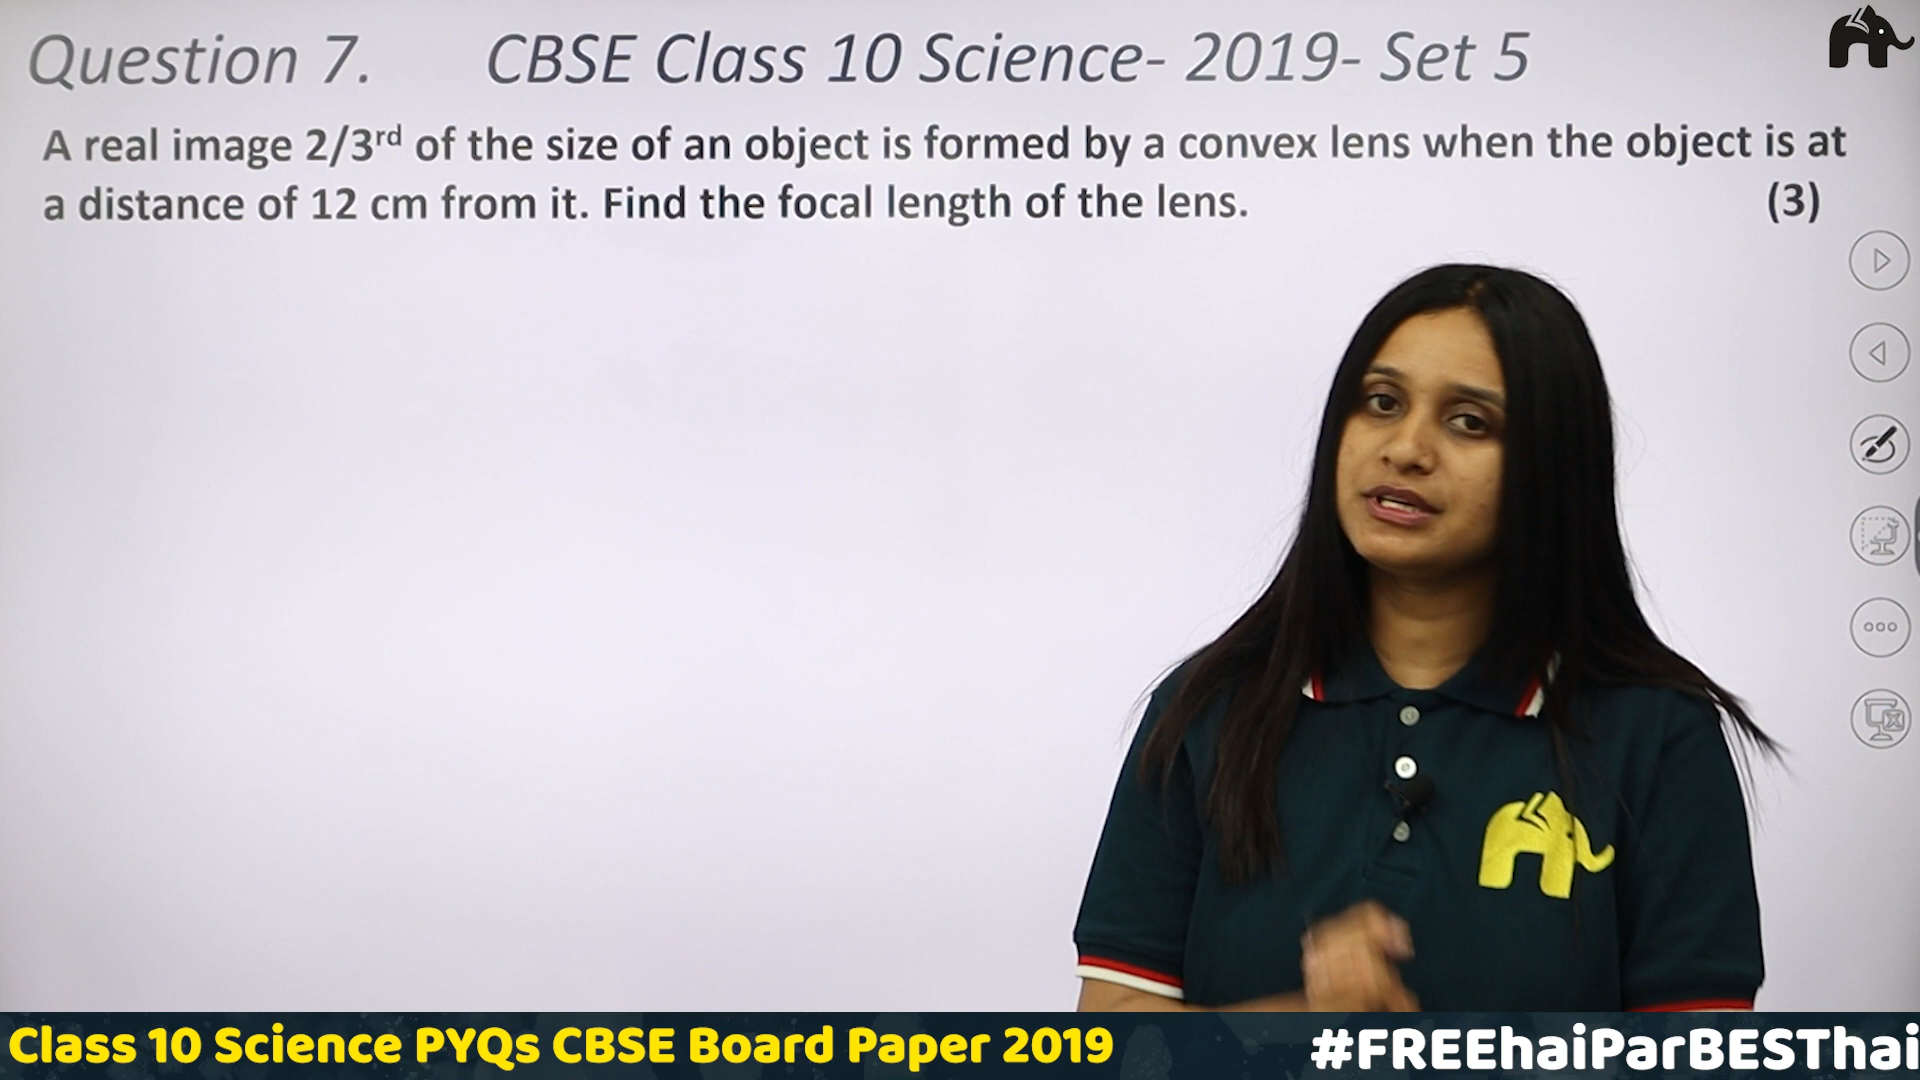 Question 7. CBSE Class 10 Science- 2019- Set 5
A real image 2/3rd of the size of an object is formed by a convex lens when the object is at
a distance of 12 cm from it. Find the focal length of the lens. (3)
Class 10 Science PYQs CBSE Board Paper 2019 #FREEhaiParBESThai